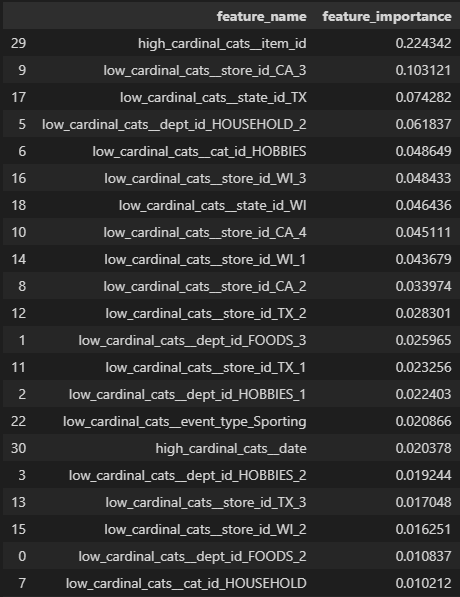 feature_name feature_importance
29 high_cardinal_cats__item_id 0.224342
9 low_cardinal_cats__store_id_CA_3 0.103121
17 low_cardinal_cats__state_id_TX 0.074282
5 low_cardinal_cats__dept_id_HOUSEHOLD_2 0.061837
6 low_cardinal_cats__cat_id_HOBBIES 0.048649
16 low_cardinal_cats__store_id_WI_3 0.048433
18 low_cardinal_cats__state_id_WI 0.046436
10 low_cardinal_cats__store_id_CA_4 0.045111
14 low_cardinal_cats__store_id_WI_1 0.043679
8 low_cardinal_cats__store_id_CA_2 0.033974
12 low_cardinal_cats__store_id_TX_2 0.028301
1 low_cardinal_cats__dept_id_FOODS_3 0.025965
11 low_cardinal_cats__store_id_TX_1 0.023256
2 low_cardinal_cats__dept_id_HOBBIES_1 0.022403
22 low_cardinal_cats__event_type_Sporting 0.020866
30 high_cardinal_cats__date 0.020378
3 low_cardinal_cats__dept_id_HOBBIES_2 0.019244
13 low_cardinal_cats__store_id_TX_3 0.017048
15 low_cardinal_cats__store_id_WI_2 0.016251
0 low_cardinal_cats__dept_id_FOODS_2 0.010837
7 low_cardinal_cats__cat_id_HOUSEHOLD 0.010212